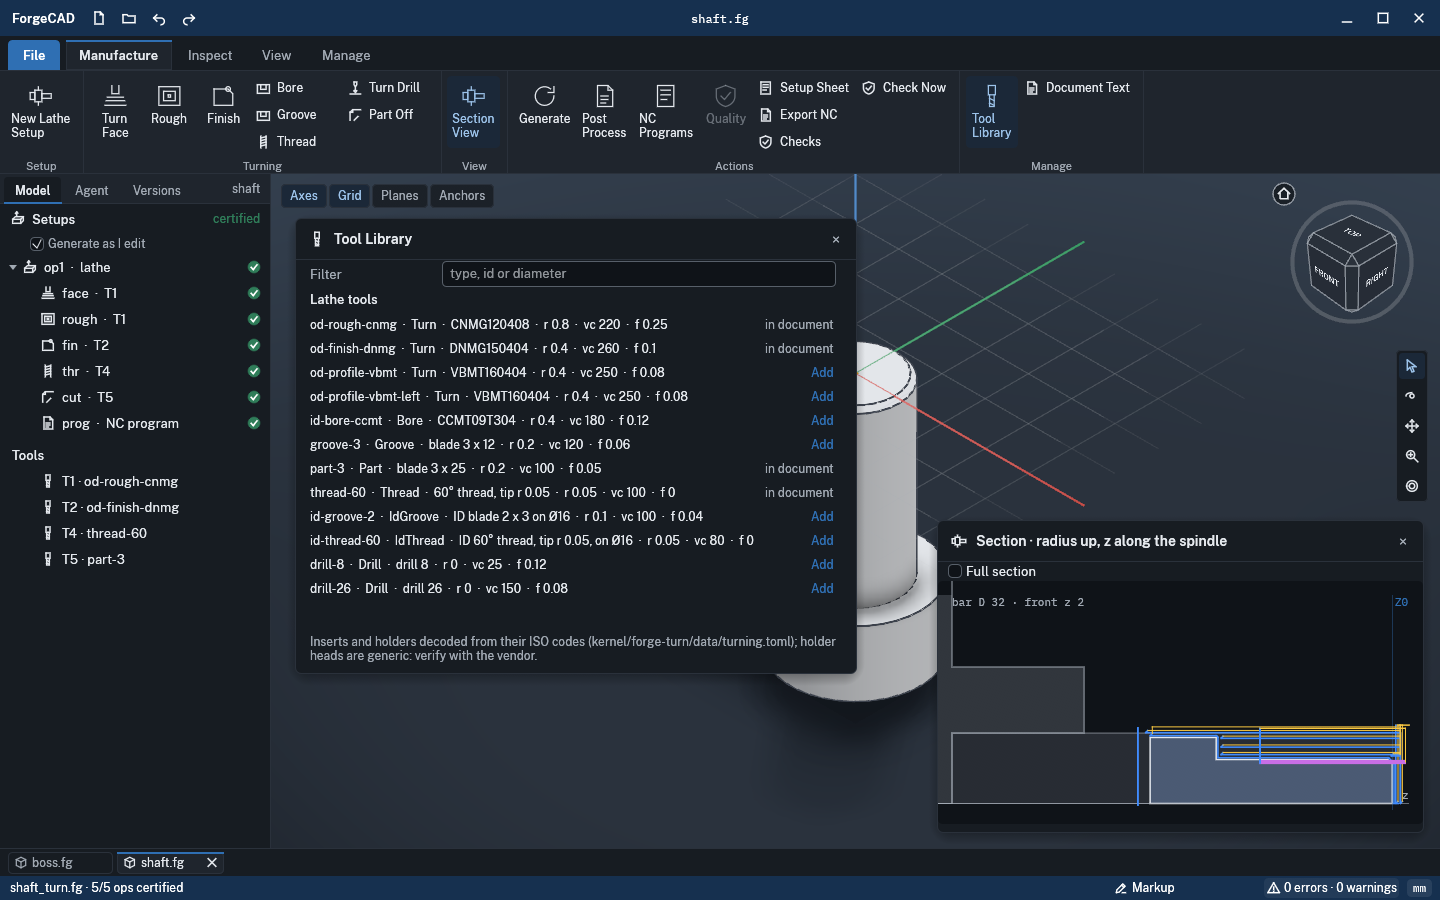 ForgeCAD
shaft.fg
File
Manufacture
Inspect
View
Manage
New Lathe
Setup
Turn
Face
Rough
Finish
Bore
Groove
Thread
Turn Drill
Part Off
Section
View
Generate
Post
Process
NC
Programs
Quality
Setup Sheet
Export NC
Checks
Check Now
Tool
Library
Document Text
Setup
Turning
View
Actions
Manage
Model
Agent
Versions
shaft
Setups
certified
Generate as I edit
op1 · lathe
face · T1
rough · T1
fin · T2
thr · T4
cut · T5
prog · NC program
Tools
T1 · od-rough-cnmg
T2 · od-finish-dnmg
T4 · thread-60
T5 · part-3
Axes
Grid
Planes
Anchors
Tool Library
Filter
type, id or diameter
Lathe tools
od-rough-cnmg · Turn · CNMG120408 · r 0.8 · vc 220 · f 0.25 in document
od-finish-dnmg · Turn · DNMG150404 · r 0.4 · vc 260 · f 0.1 in document
od-profile-vbmt · Turn · VBMT160404 · r 0.4 · vc 250 · f 0.08 Add
od-profile-vbmt-left · Turn · VBMT160404 · r 0.4 · vc 250 · f 0.08 Add
id-bore-ccmt · Bore · CCMT09T304 · r 0.4 · vc 180 · f 0.12 Add
groove-3 · Groove · blade 3 x 12 · r 0.2 · vc 120 · f 0.06 Add
part-3 · Part · blade 3 x 25 · r 0.2 · vc 100 · f 0.05 in document
thread-60 · Thread · 60° thread, tip r 0.05 · r 0.05 · vc 100 · f 0 in document
id-groove-2 · IdGroove · ID blade 2 x 3 on Ø16 · r 0.1 · vc 100 · f 0.04 Add
id-thread-60 · IdThread · ID 60° thread, tip r 0.05, on Ø16 · r 0.05 · vc 80 · f 0 Add
drill-8 · Drill · drill 8 · r 0 · vc 25 · f 0.12 Add
drill-26 · Drill · drill 26 · r 0 · vc 150 · f 0.08 Add
Inserts and holders decoded from their ISO codes (kernel/forge-turn/data/turning.toml); holder
heads are generic: verify with the vendor.
TOP
FRONT
RIGHT
Section · radius up, z along the spindle
Full section
bar D 32 · front z 2
Z0
Z
boss.fg
shaft.fg
shaft_turn.fg · 5/5 ops certified
Markup
0 errors · 0 warnings
mm